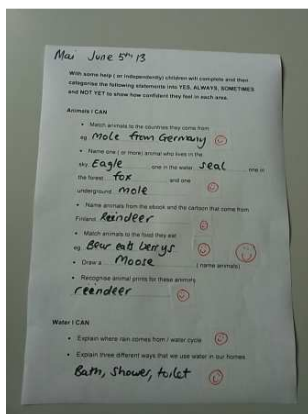 Mai June 5th 13
With some help ( or independently) children will complete and then
categorise the following statements into YES, ALWAYS, SOMETIMES
and NOT YET to show how confident they feel in each area.
Animals I CAN
• Match animals to the countries they come from
eg. Mole from Germany
• Name one ( or more) animal who lives in the
sky Eagle one in the water seal one in
the forest fox and one
underground mole
• Name animals from the ebook and the cartoon that come from
Finland Reindeer
• Match animals to the food they eat
eg. Bear eats berrys
• Draw a Moose ( name animals)
• Recognise animal prints for these animals
reindeer
Water I CAN
• Explain where rain comes from / water cycle
• Explain three different ways that we use water in our homes
Bath, shower, toilet